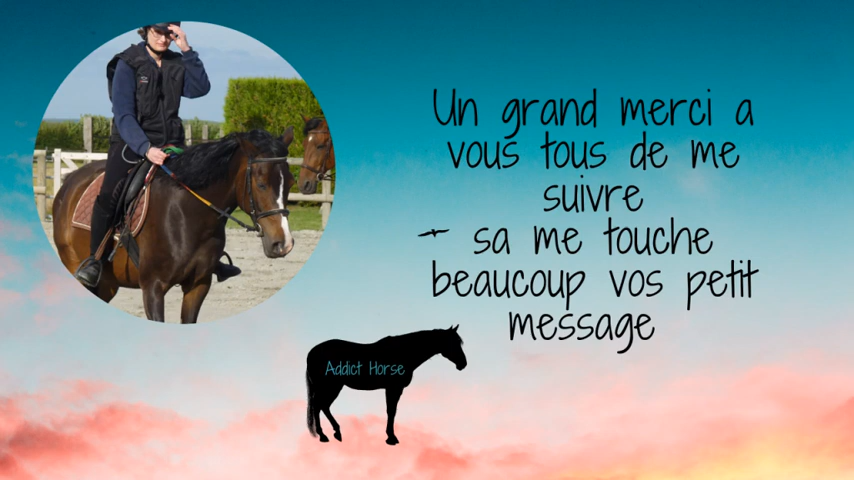 Un grand merci a
vous tous de me
suivre
sa me touche
beaucoup vos petit
message
Addict Horse